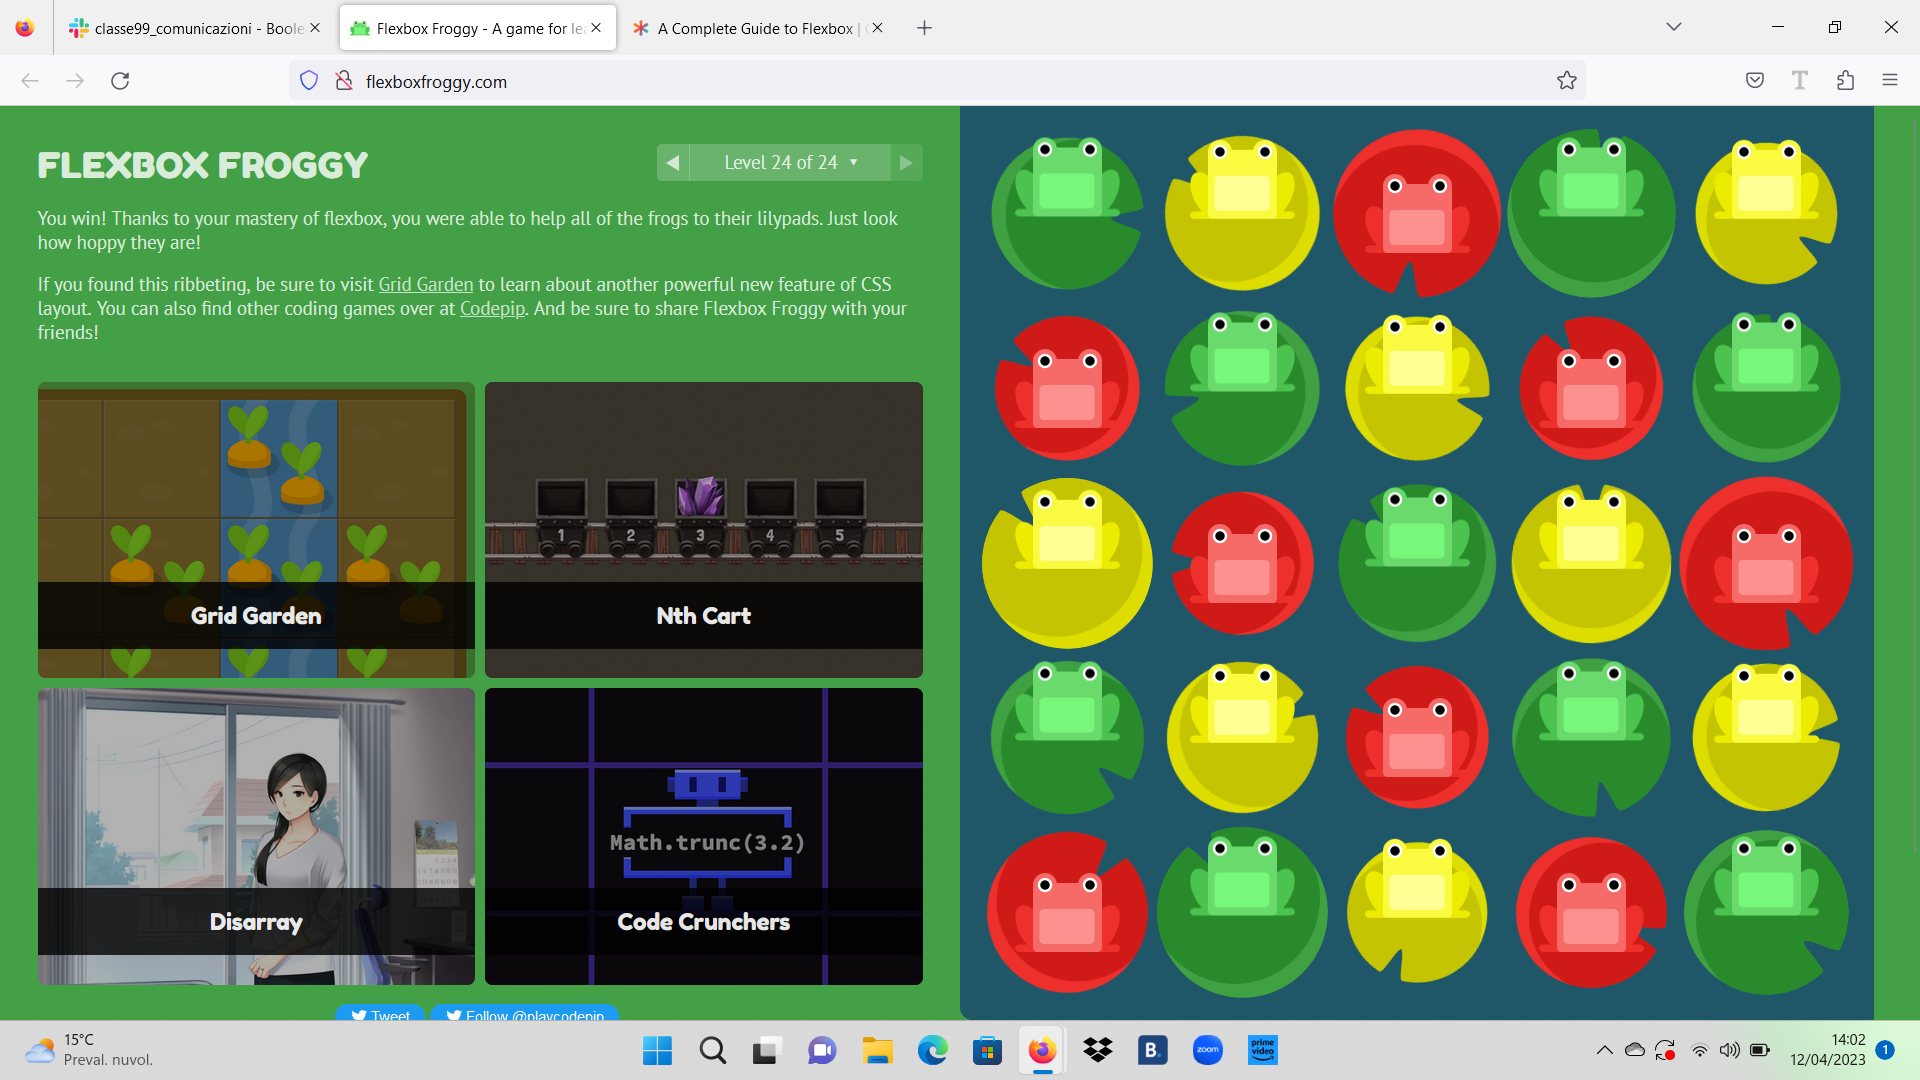 classe99_comunicazioni - Boole
Flexbox Froggy - A game for le
A Complete Guide to Flexbox |
flexboxfroggy.com
FLEXBOX FROGGY
Level 24 of 24
You win! Thanks to your mastery of flexbox, you were able to help all of the frogs to their lilypads. Just look
how hoppy they are!
If you found this ribbeting, be sure to visit Grid Garden to learn about another powerful new feature of CSS
layout. You can also find other coding games over at Codepip. And be sure to share Flexbox Froggy with your
friends!
1 2 3 4 5
Grid Garden
Nth Cart
Math.trunc(3.2)
Disarray
Code Crunchers
Tweet
Follow @playcodepip
15°C
Preval. nuvol.
B.
zoom
prime
video
14:02
12/04/2023
1